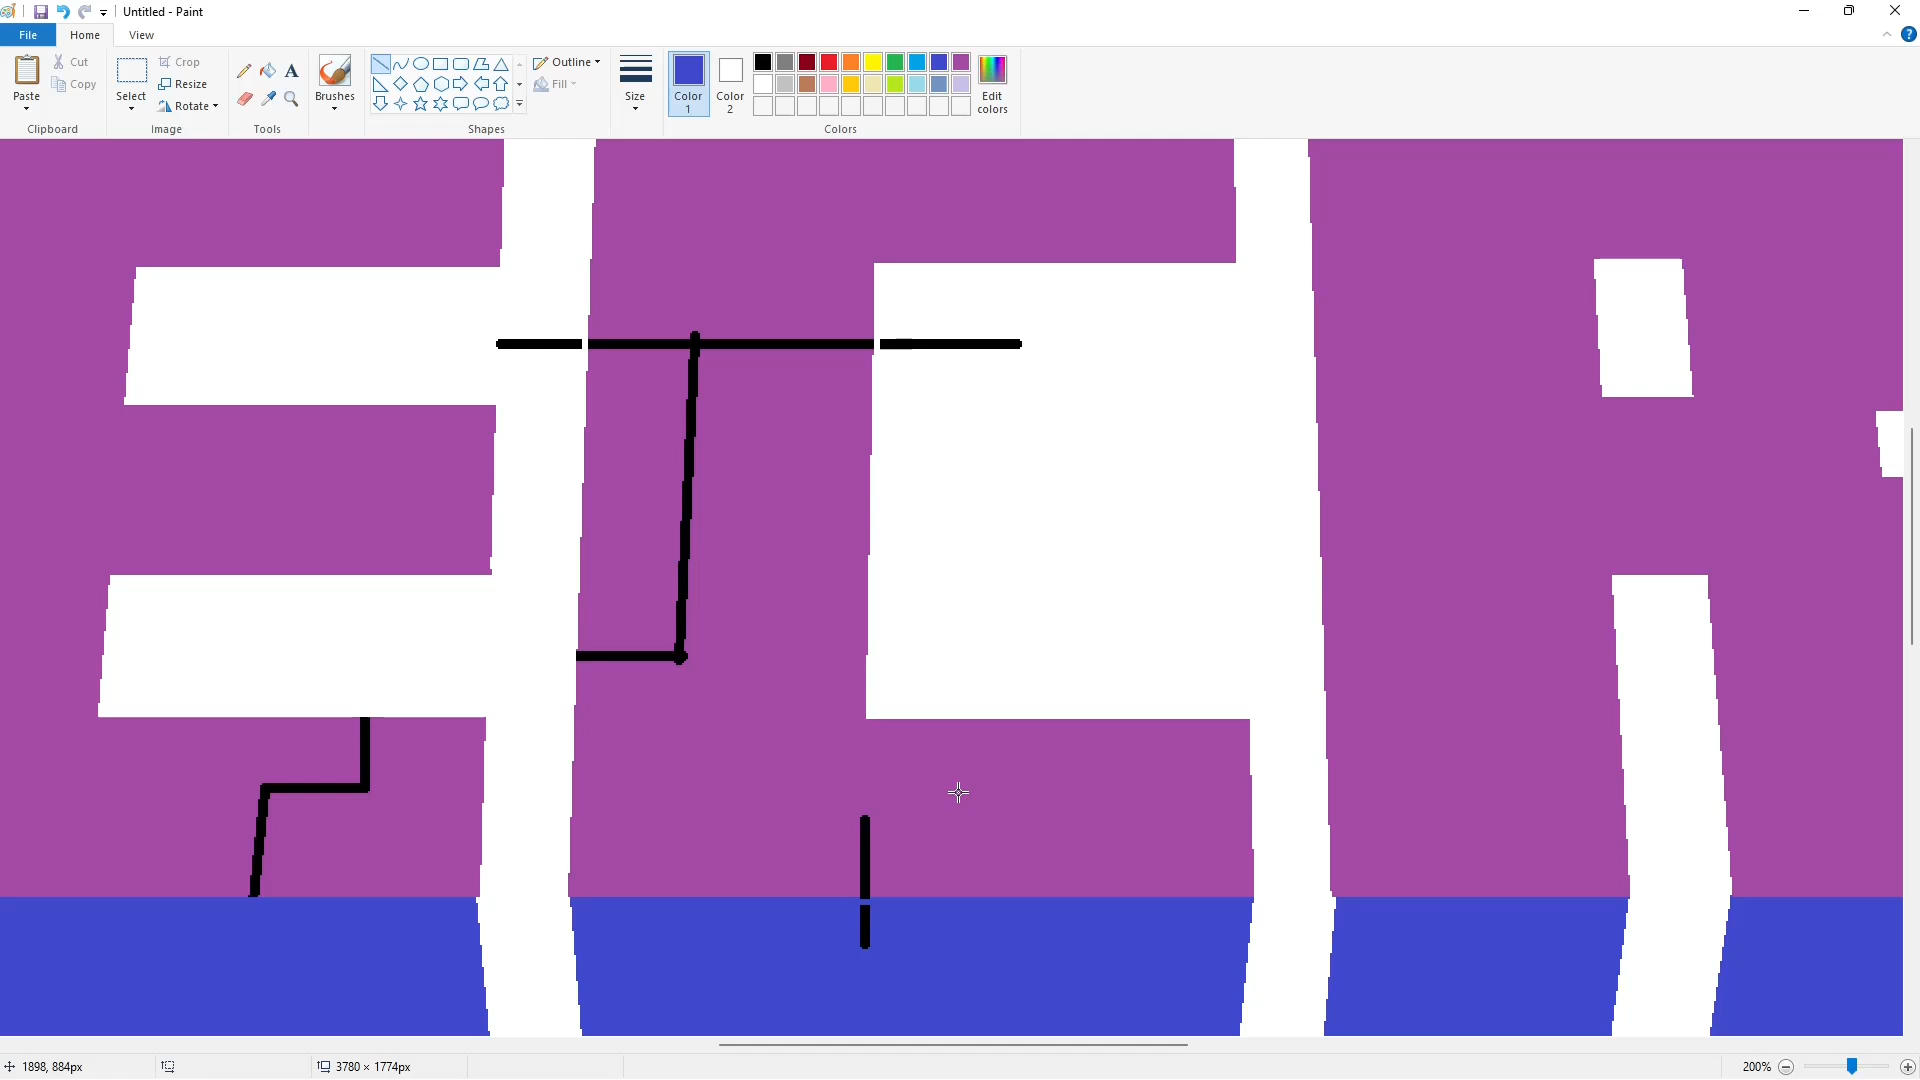 Untitled - Paint
File Home View
Paste
Cut
Copy
Clipboard
Select
Crop
Resize
Rotate
Image
A
Tools
Brushes
Outline
Fill
Shapes
Size
Color 1
Color 2
Edit colors
Colors
?
1898, 884px
3780 × 1774px
200%